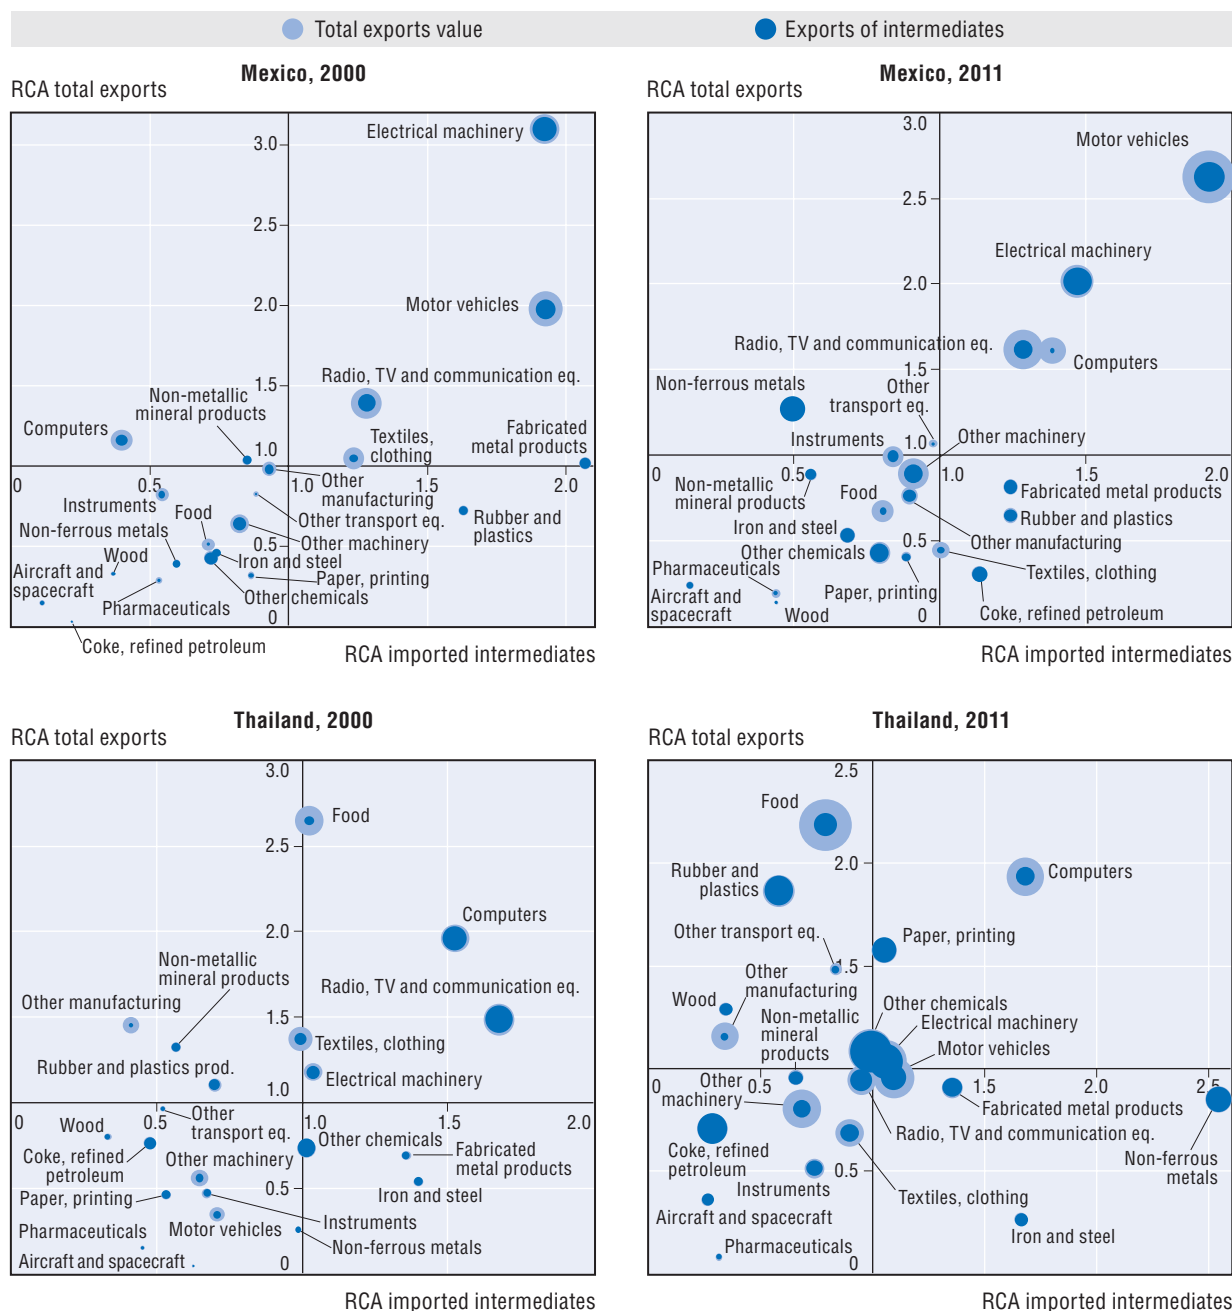 Total exports value
Exports of intermediates
Mexico, 2000
RCA total exports
3.0
2.5
2.0
1.5
1.0
0.5
0
0
0.5
1.0
1.5
2.0
Electrical machinery
Motor vehicles
Radio, TV and communication eq.
Non-metallic
mineral products
Computers
Textiles,
clothing
Fabricated
metal products
Other
manufacturing
Instruments
Other transport eq.
Rubber and
plastics
Non-ferrous metals
Food
Other machinery
Wood
Iron and steel
Aircraft and
spacecraft
Paper, printing
Pharmaceuticals
Other chemicals
Coke, refined petroleum
RCA imported intermediates
Mexico, 2011
RCA total exports
3.0
2.5
2.0
1.5
1.0
0.5
0
0
0.5
1.0
1.5
2.0
Motor vehicles
Electrical machinery
Radio, TV and communication eq.
Computers
Non-ferrous metals
Other
transport eq.
Instruments
Other machinery
Non-metallic
mineral products
Food
Fabricated metal products
Rubber and plastics
Iron and steel
Other manufacturing
Other chemicals
Pharmaceuticals
Textiles, clothing
Aircraft and
spacecraft
Paper, printing
Wood
Coke, refined petroleum
RCA imported intermediates
Thailand, 2000
RCA total exports
3.0
2.5
2.0
1.5
1.0
0.5
0
0
0.5
1.0
1.5
2.0
Food
Computers
Non-metallic
mineral products
Radio, TV and communication eq.
Other manufacturing
Textiles, clothing
Rubber and plastics prod.
Electrical machinery
Other
transport eq.
Wood
Other chemicals
Coke, refined
petroleum
Other machinery
Fabricated
metal products
Paper, printing
Iron and steel
Instruments
Motor vehicles
Pharmaceuticals
Non-ferrous metals
Aircraft and spacecraft
RCA imported intermediates
Thailand, 2011
RCA total exports
2.5
2.0
1.5
0.5
0
0
0.5
1.0
1.5
2.0
2.5
Food
Rubber and
plastics
Computers
Other transport eq.
Paper, printing
Other
manufacturing
Wood
Other chemicals
Non-metallic
mineral
products
Electrical machinery
Motor vehicles
Other
machinery
Fabricated metal products
Radio, TV and communication eq.
Coke, refined
petroleum
Non-ferrous
metals
Instruments
Textiles, clothing
Aircraft and spacecraft
Iron and steel
Pharmaceuticals
RCA imported intermediates